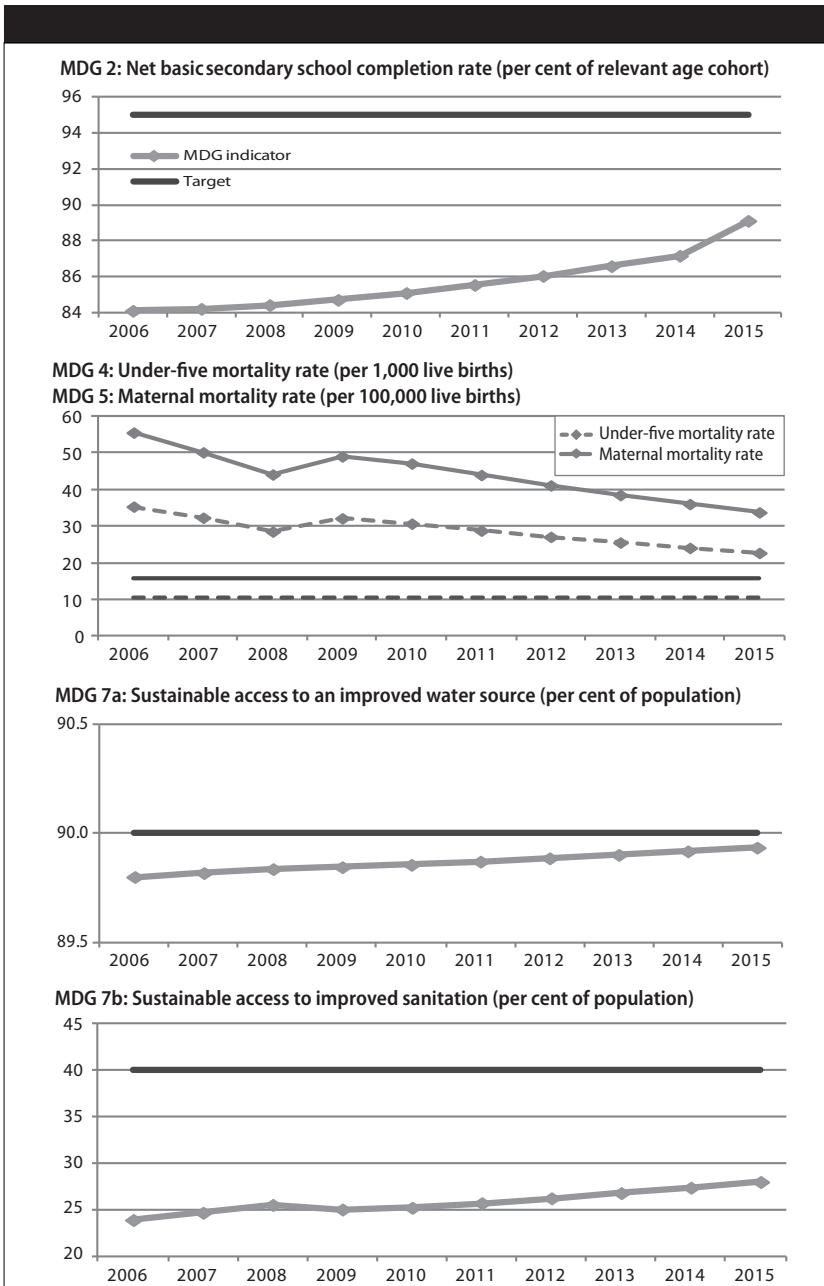 MDG 2: Net basic secondary school completion rate (per cent of relevant age cohort)
96
94
92
90
88
86
84
MDG indicator
Target
2006 2007 2008 2009 2010 2011 2012 2013 2014 2015
MDG 4: Under-five mortality rate (per 1,000 live births)
MDG 5: Maternal mortality rate (per 100,000 live births)
60
50
40
30
20
10
0
Under-five mortality rate
Maternal mortality rate
2006 2007 2008 2009 2010 2011 2012 2013 2014 2015
MDG 7a: Sustainable access to an improved water source (per cent of population)
90.5
90.0
89.5
2006 2007 2008 2009 2010 2011 2012 2013 2014 2015
MDG 7b: Sustainable access to improved sanitation (per cent of population)
45
40
35
30
25
20
2006 2007 2008 2009 2010 2011 2012 2013 2014 2015